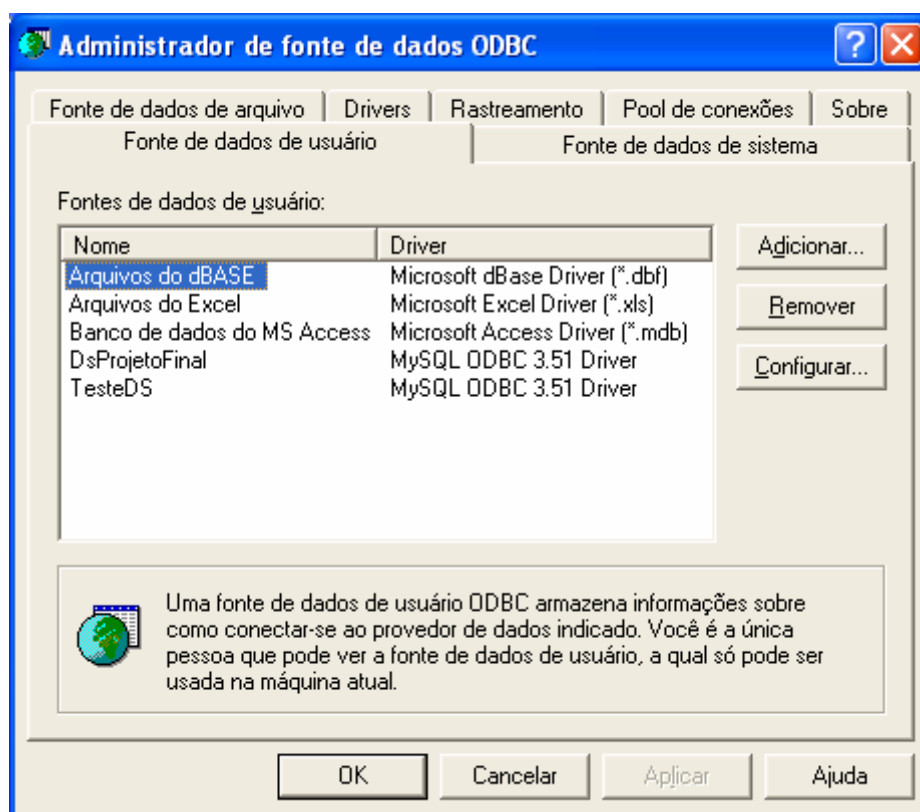 Administrador de fonte de dados ODBC
Fonte de dados de arquivo Drivers Rastreamento Pool de conexões Sobre
Fonte de dados de usuário Fonte de dados de sistema
Fontes de dados de usuário:
Nome Driver
Arquivos do dBASE Microsoft dBase Driver (*.dbf)
Arquivos do Excel Microsoft Excel Driver (*.xls)
Banco de dados do MS Access Microsoft Access Driver (*.mdb)
DsProjetoFinal MySQL ODBC 3.51 Driver
TesteDS MySQL ODBC 3.51 Driver
Adicionar...
Remover
Configurar...
Uma fonte de dados de usuário ODBC armazena informações sobre
como conectar-se ao provedor de dados indicado. Você é a única
pessoa que pode ver a fonte de dados de usuário, a qual só pode ser
usada na máquina atual.
OK Cancelar Aplicar Ajuda